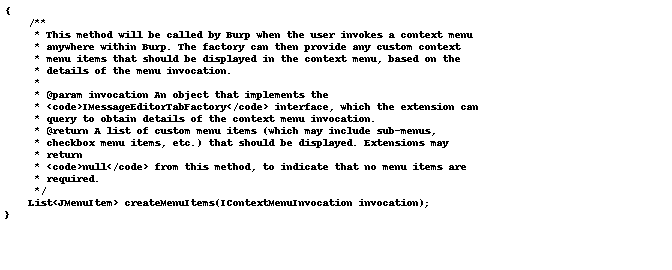 {
/**
* This method will be called by Burp when the user invokes a context menu
* anywhere within Burp. The factory can then provide any custom context
* menu items that should be displayed in the context menu, based on the
* details of the menu invocation.
*
* @param invocation An object that implements the
* <code>IMessageEditorTabFactory</code> interface, which the extension can
* query to obtain details of the context menu invocation.
* @return A list of custom menu items (which may include sub-menus,
* checkbox menu items, etc.) that should be displayed. Extensions may
* return
* <code>null</code> from this method, to indicate that no menu items are
* required.
*/
List<JMenuItem> createMenuItems(IContextMenuInvocation invocation);
}